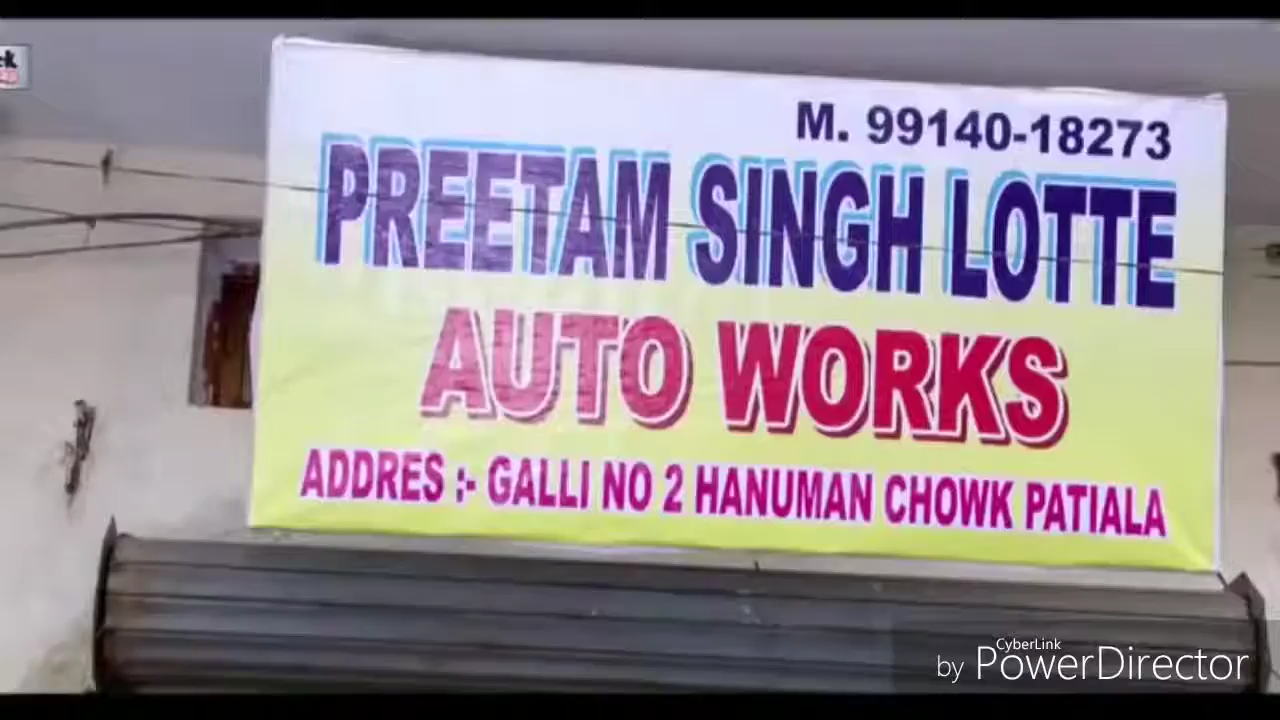 M. 99140-18273
PREETAM SINGH LOTTE
AUTO WORKS
ADDRES :- GALLI NO 2 HANUMAN CHOWK PATIALA
CyberLink
by PowerDirector